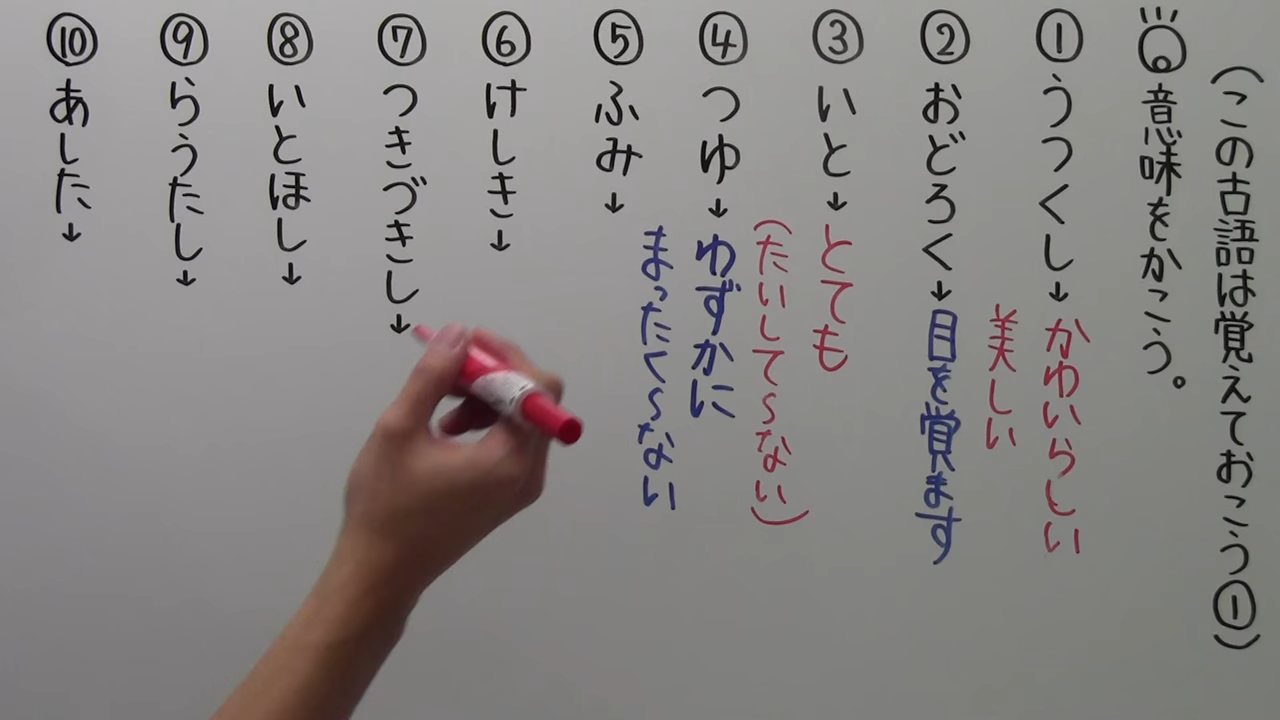 （この古語は覚えておこう①）
意味をかこう。
①うつくし→かわいらしい
美しい
②おどろく→目を覚ます
③いと→とても
（たいして～ない）
④つゆ→わずかに
まったく～ない
⑤ふみ→
⑥けしき→
⑦つきづきし→
⑧いとほし→
⑨らうたし→
⑩あした→